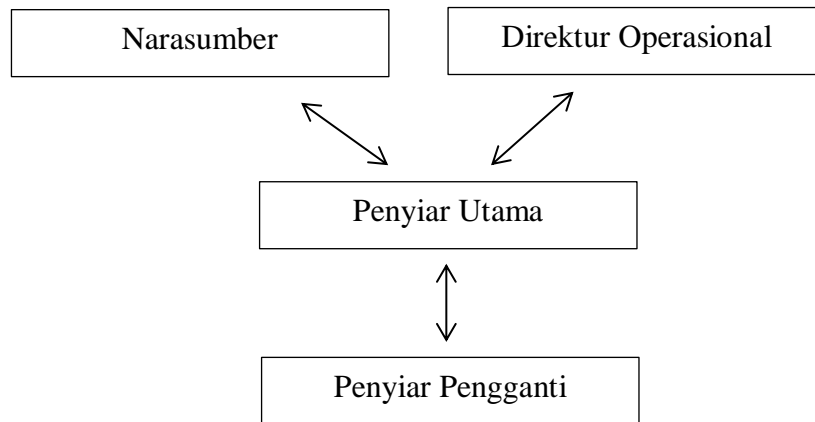 Narasumber
Direktur Operasional
Penyiar Utama
Penyiar Pengganti